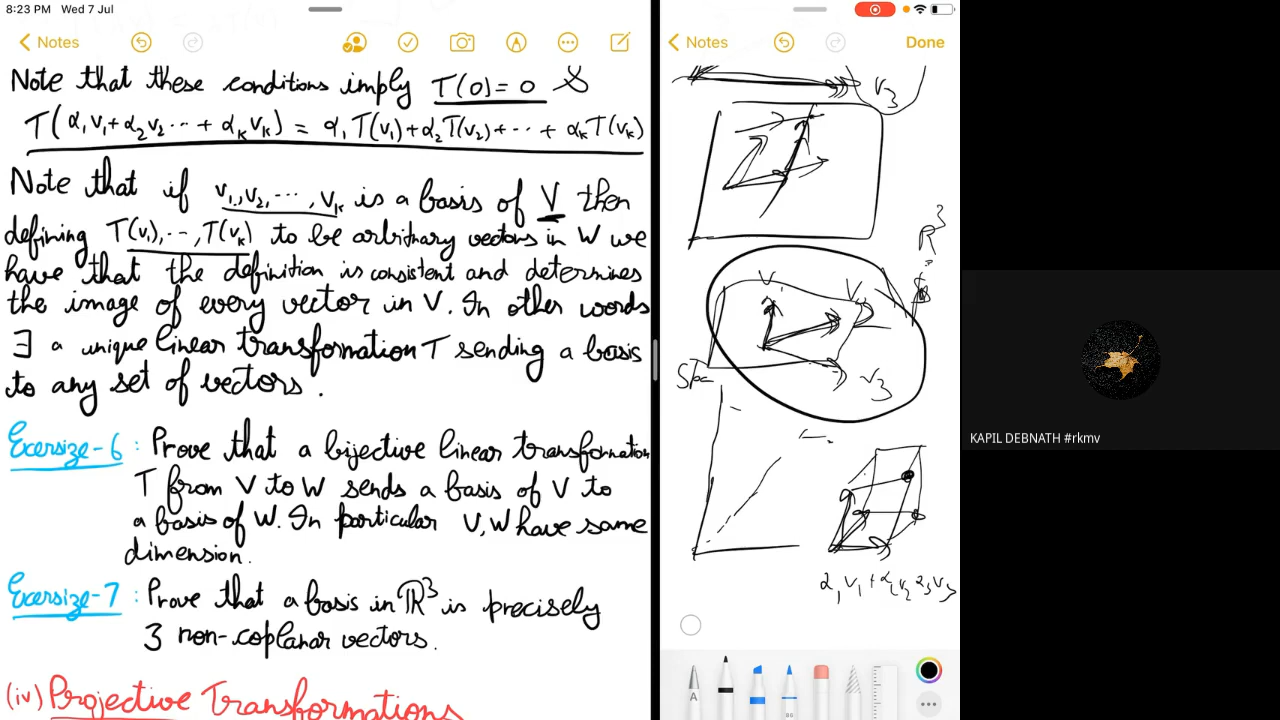 8:23 PM Wed 7 Jul
Notes
Note that these conditions imply T(0)=0 &
T(α₁v₁+α₂v₂⋯+αₖvₖ) = α₁T(v₁)+α₂T(v₂)+⋯+αₖT(vₖ)
Note that if v₁,v₂,⋯,vₖ is a basis of V then
defining T(v₁),⋯,T(vₖ) to be arbitrary vectors in W we
have that the definition is consistent and determines
the image of every vector in V. In other words
∃ a unique linear transformation T sending a basis
to any set of vectors.
Excersize-6 : Prove that a bijective linear transformation
T from V to W sends a basis of V to
a basis of W. In particular V,W have same
dimension.
Excersize-7 : Prove that a basis in ℝ³ is precisely
3 non-coplanar vectors.
(iv) Projective Transformations
Notes
Done
v₃
ℝ³
v₃
A
KAPIL DEBNATH #rkmv